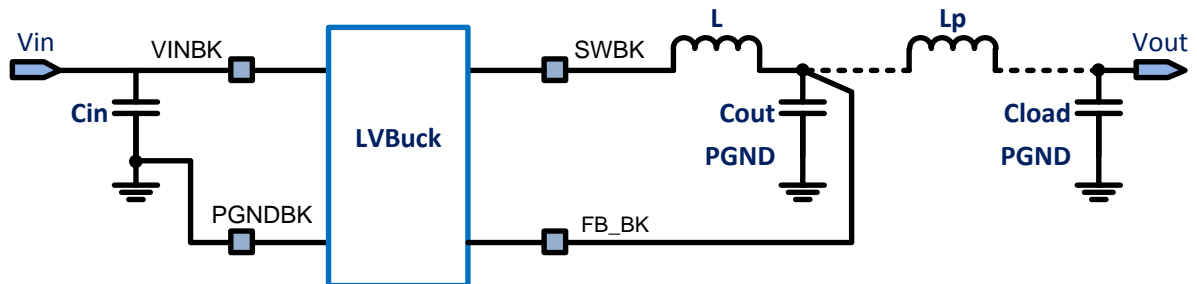 L
Lp
Vin
VINBK
SWBK
Vout
Cin
LVBuck
Cout
Cload
PGND
PGND
PGNDBK
FB_BK